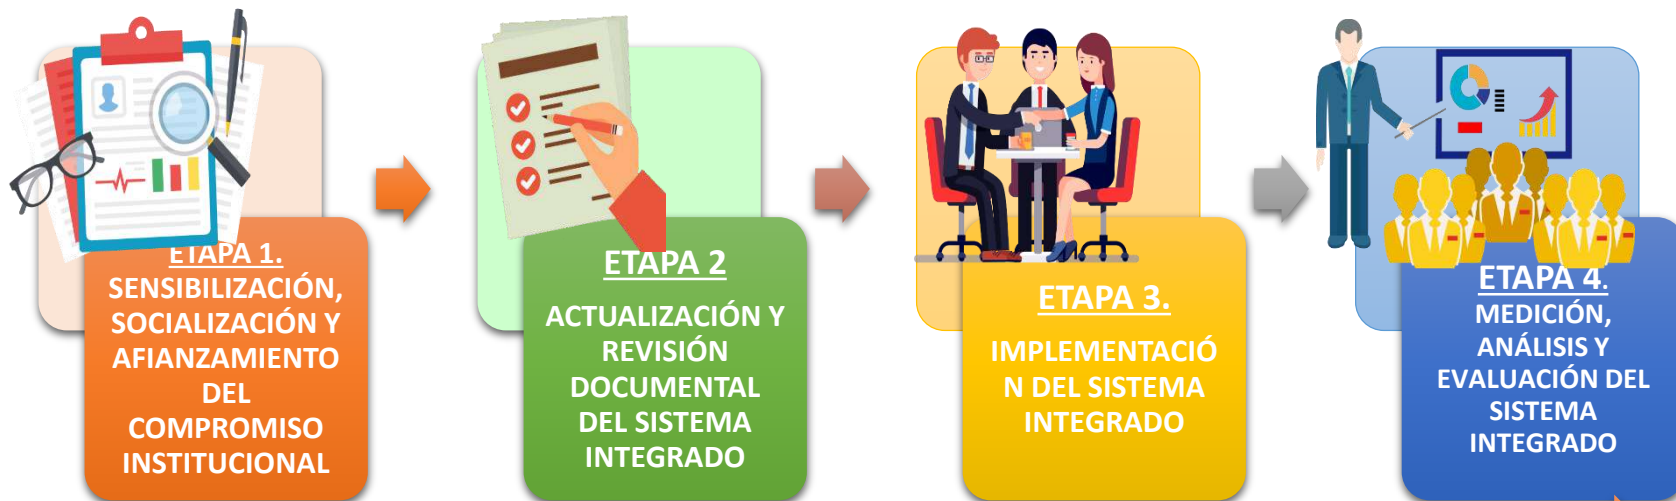 ETAPA 1.
SENSIBILIZACIÓN,
SOCIALIZACIÓN Y
AFIANZAMIENTO
DEL
COMPROMISO
INSTITUCIONAL
ETAPA 2
ACTUALIZACIÓN Y
REVISIÓN
DOCUMENTAL
DEL SISTEMA
INTEGRADO
ETAPA 3.
IMPLEMENTACIÓ
N DEL SISTEMA
INTEGRADO
ETAPA 4.
MEDICIÓN,
ANÁLISIS Y
EVALUACIÓN DEL
SISTEMA
INTEGRADO